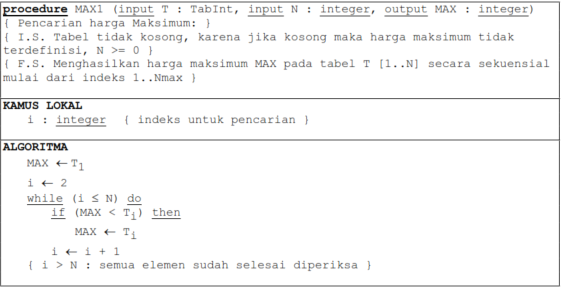 procedure MAX1 (input T : TabInt, input N : integer, output MAX : integer)
{ Pencarian harga Maksimum: }
{ I.S. Tabel tidak kosong, karena jika kosong maka harga maksimum tidak
terdefinisi, N >= 0 }
{ F.S. Menghasilkan harga maksimum MAX pada tabel T [1..N] secara sekuensial
mulai dari indeks 1..Nmax }
KAMUS LOKAL
i : integer { indeks untuk pencarian }
ALGORITMA
MAX ← T1
i ← 2
while (i ≤ N) do
if (MAX < Ti) then
MAX ← Ti
i ← i + 1
{ i > N : semua elemen sudah selesai diperiksa }